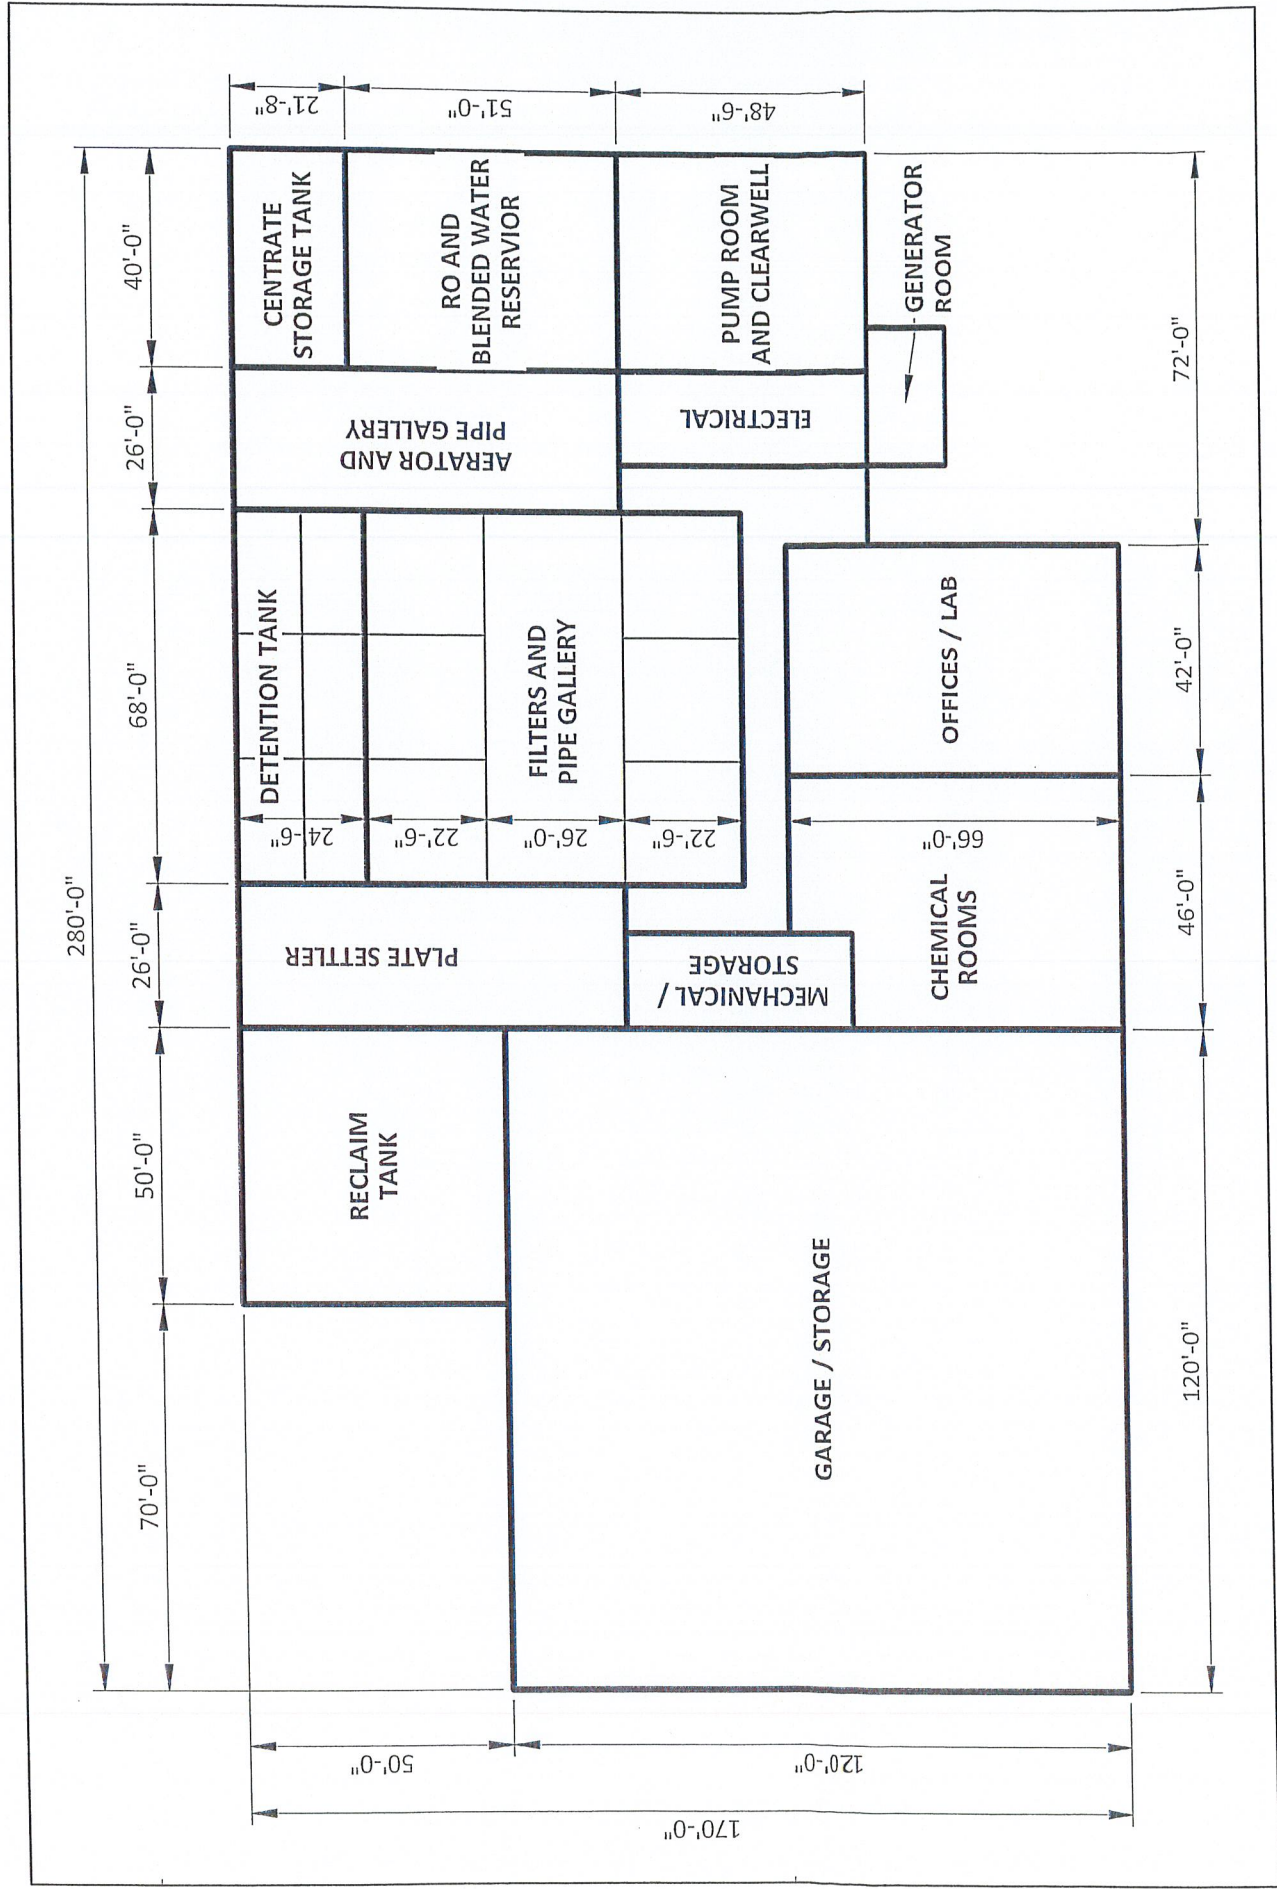 280'-0"
70'-0"
50'-0"
26'-0"
68'-0"
26'-0"
40'-0"
170'-0"
50'-0"
120'-0"
RECLAIM
TANK
PLATE SETTLER
DETENTION TANK
24'-6"
22'-6"
26'-0"
22'-6"
FILTERS AND
PIPE GALLERY
AERATOR AND
PIPE GALLERY
CENTRATE
STORAGE TANK
RO AND
BLENDED WATER
RESERVIOR
21'-8"
51'-0"
48'-6"
GARAGE / STORAGE
MECHANICAL /
STORAGE
CHEMICAL
ROOMS
66'-0"
OFFICES / LAB
ELECTRICAL
PUMP ROOM
AND CLEARWELL
GENERATOR
ROOM
120'-0"
46'-0"
42'-0"
72'-0"